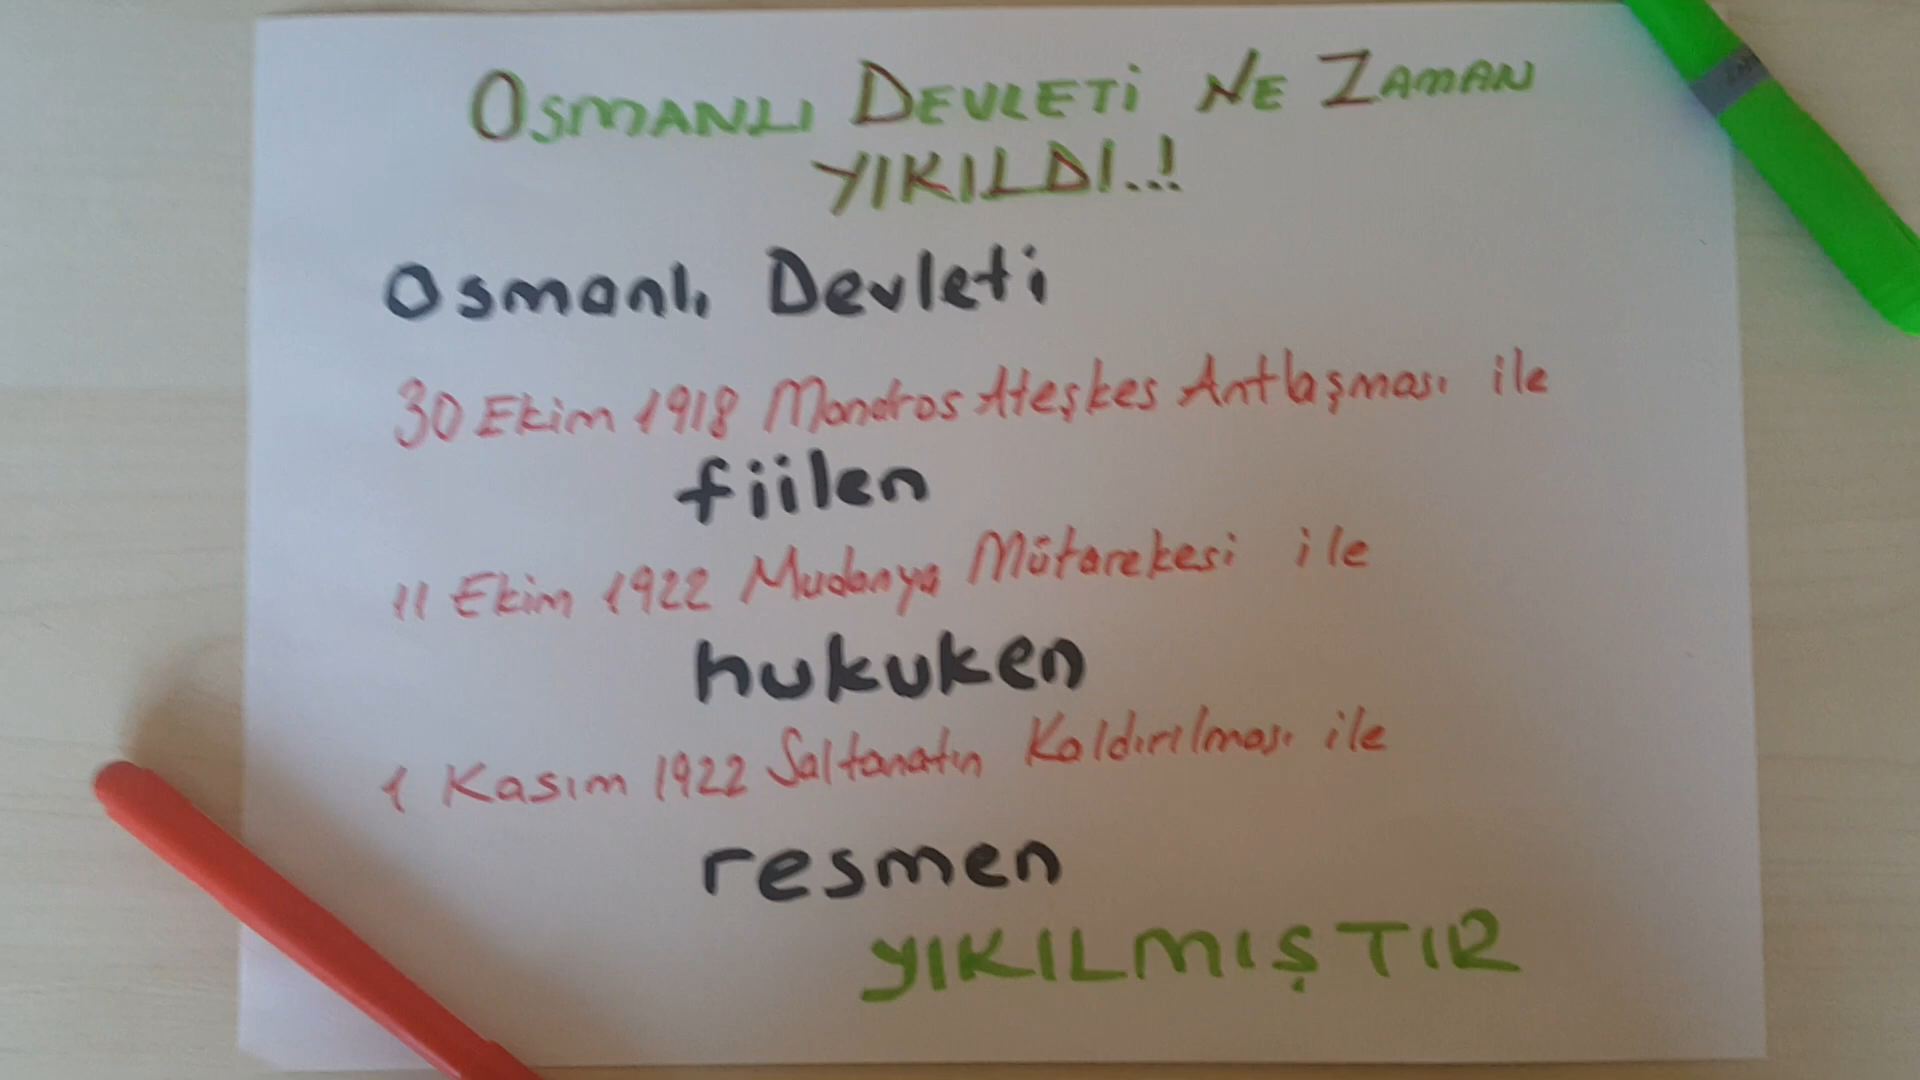 OSMANLI DEVLETİ NE ZAMAN
YIKILDI..!
Osmanlı Devleti
30 Ekim 1918 Mondros Ateşkes Antlaşması ile
fiilen
11 Ekim 1922 Mudanya Mütarekesi ile
hukuken
1 Kasım 1922 Saltanatın Kaldırılması ile
resmen
YIKILMIŞTIR